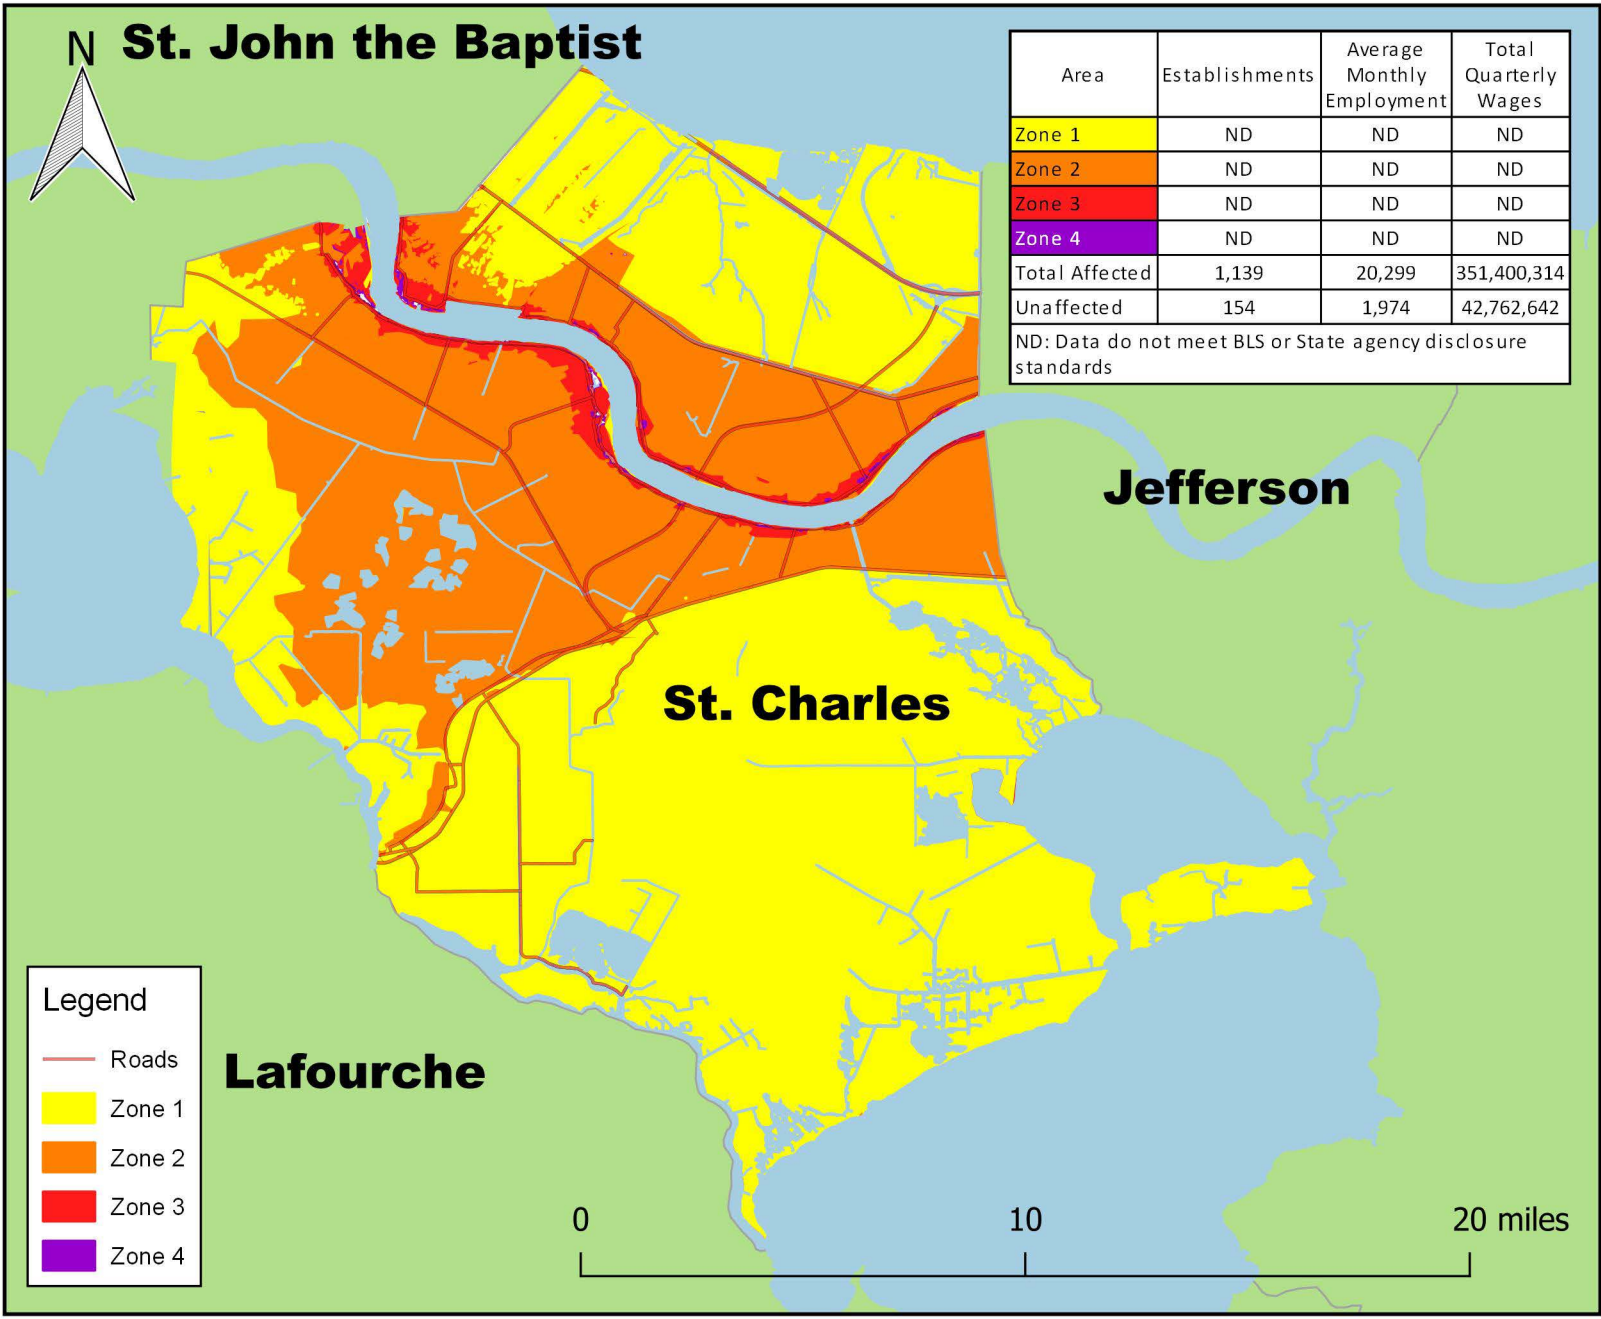 N St. John the Baptist
Area Establishments Average Monthly Employment Total Quarterly Wages
Zone 1 ND ND ND
Zone 2 ND ND ND
Zone 3 ND ND ND
Zone 4 ND ND ND
Total Affected 1,139 20,299 351,400,314
Unaffected 154 1,974 42,762,642
ND: Data do not meet BLS or State agency disclosure
standards
Jefferson
St. Charles
Lafourche
Legend
Roads
Zone 1
Zone 2
Zone 3
Zone 4
0 10 20 miles